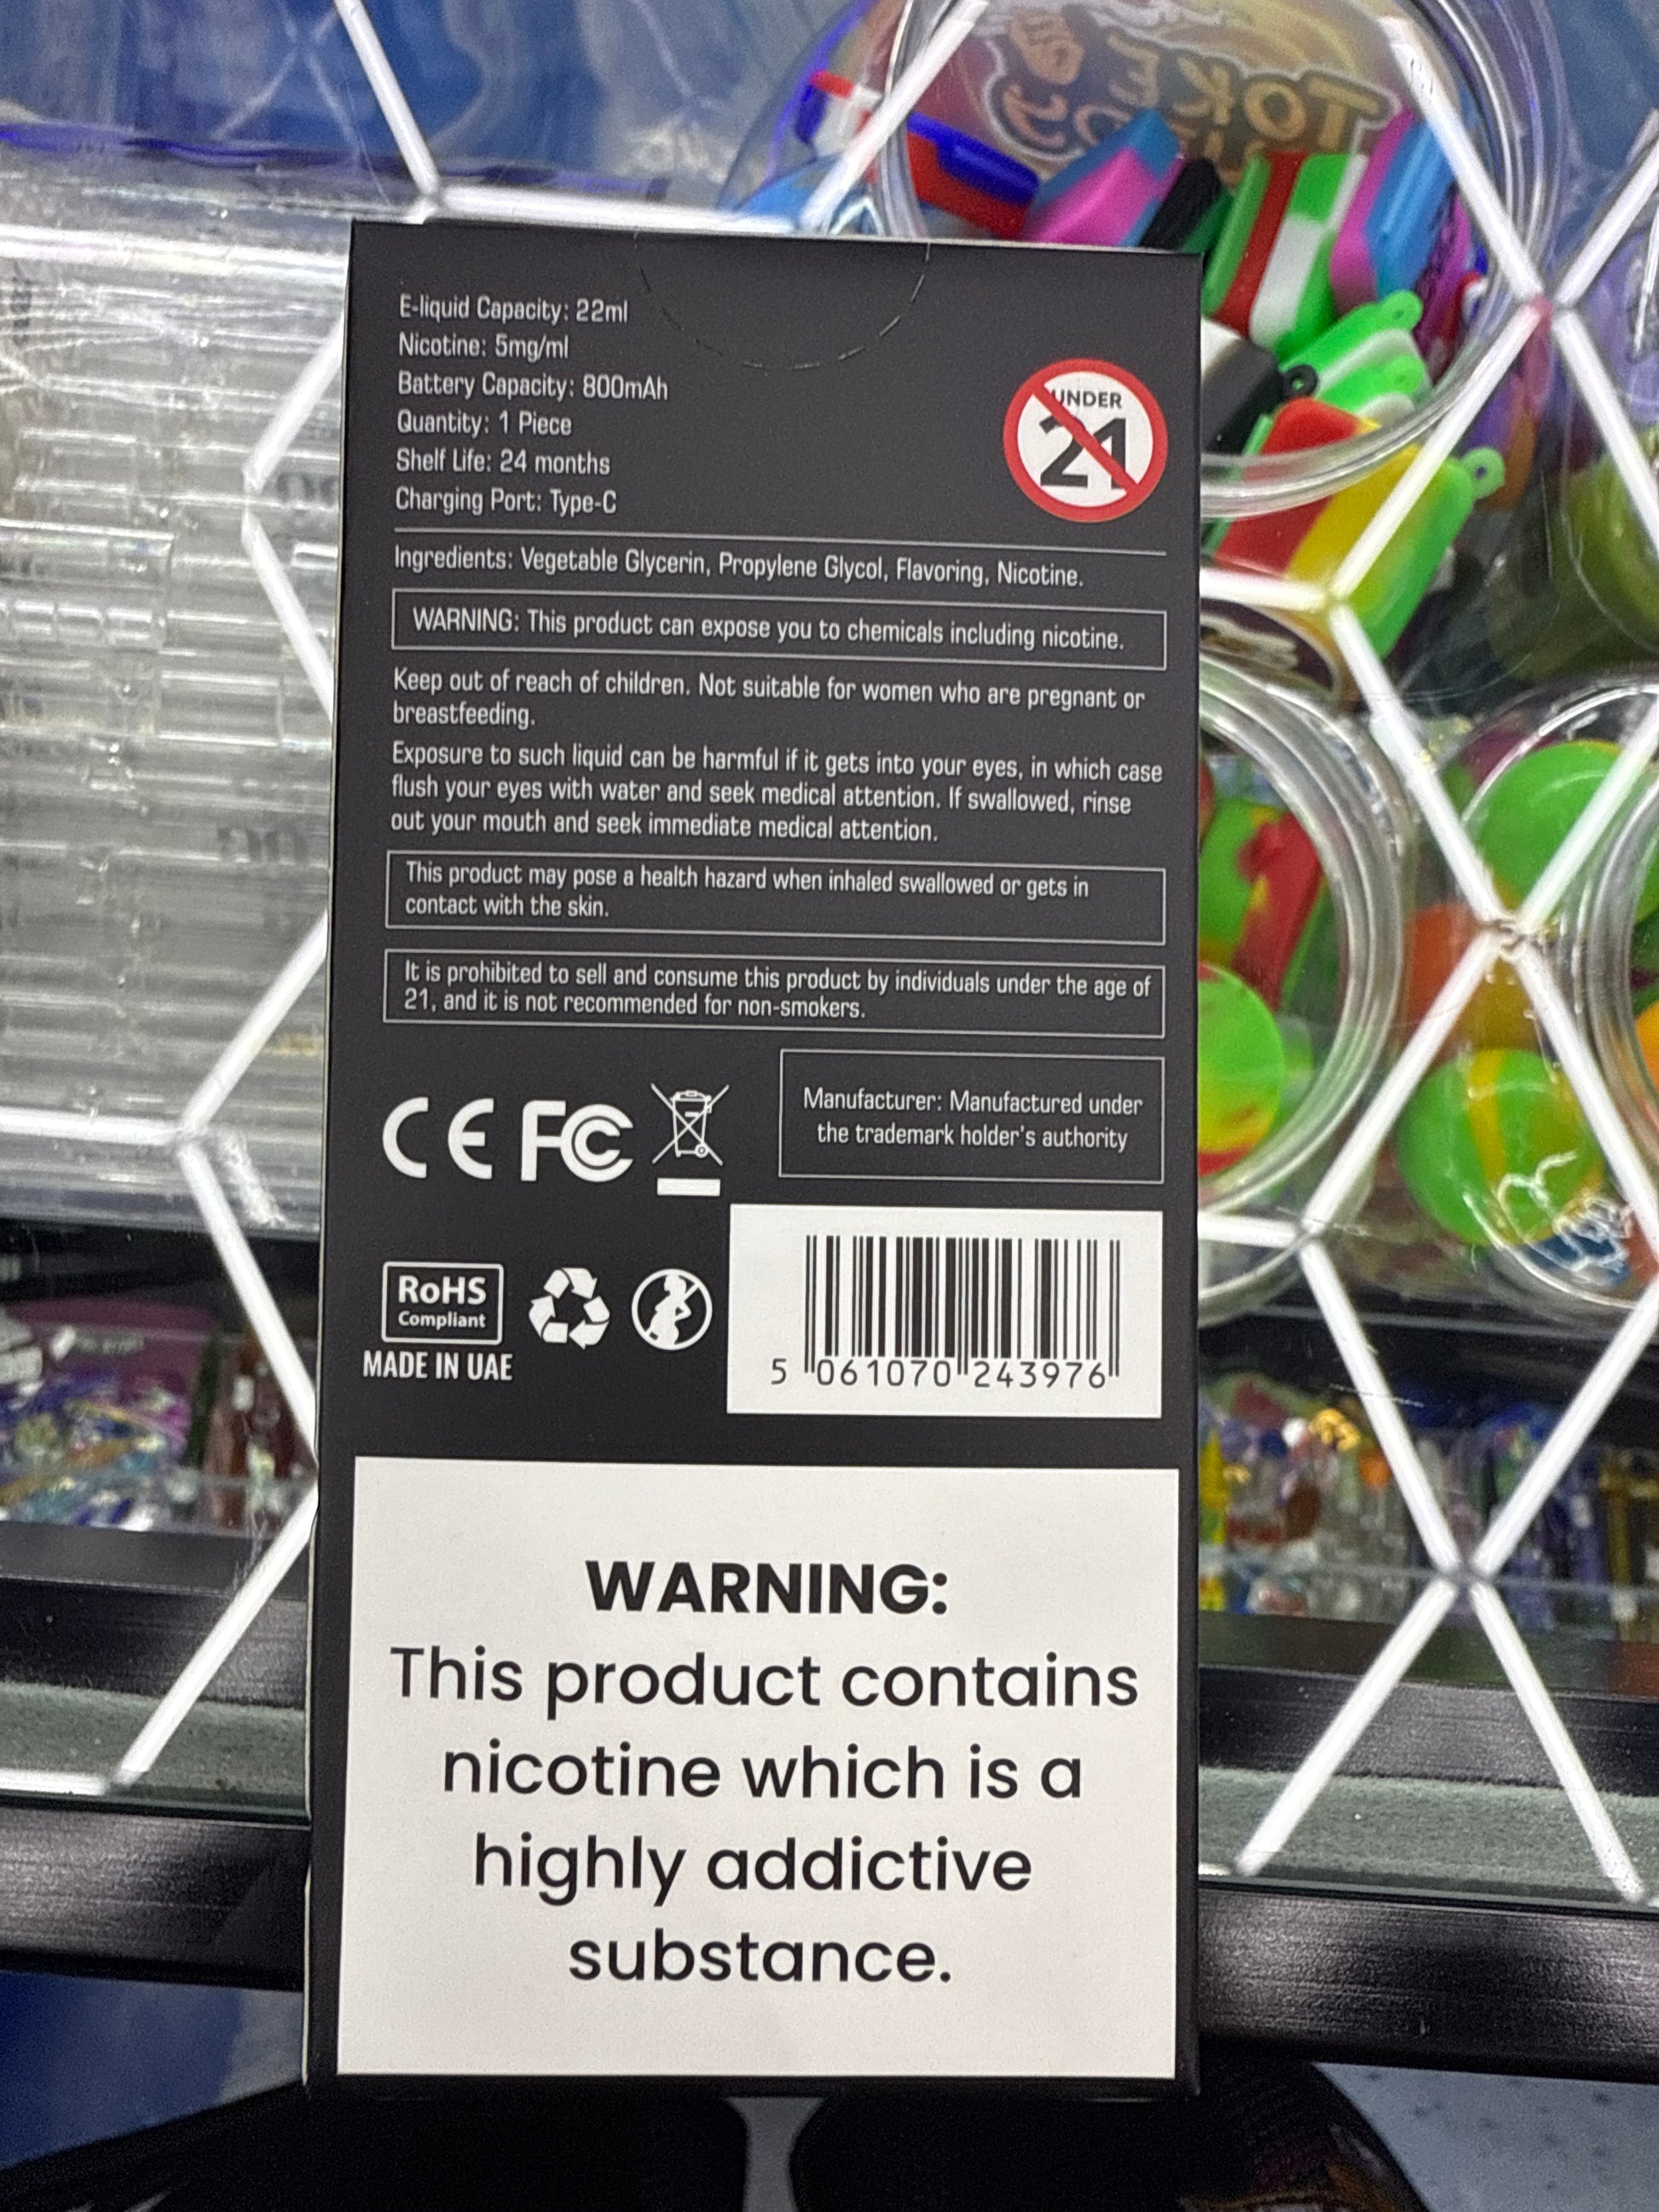 TOKE
E-liquid Capacity: 22ml
Nicotine: 5mg/ml
Battery Capacity: 800mAh
Quantity: 1 Piece
Shelf Life: 24 months
Charging Port: Type-C
UNDER
21
Ingredients: Vegetable Glycerin, Propylene Glycol, Flavoring, Nicotine.
WARNING: This product can expose you to chemicals including nicotine.
Keep out of reach of children. Not suitable for women who are pregnant or
breastfeeding.
Exposure to such liquid can be harmful if it gets into your eyes, in which case
flush your eyes with water and seek medical attention. If swallowed, rinse
out your mouth and seek immediate medical attention.
This product may pose a health hazard when inhaled swallowed or gets in
contact with the skin.
It is prohibited to sell and consume this product by individuals under the age of
21, and it is not recommended for non-smokers.
CE FC
Manufacturer: Manufactured under
the trademark holder's authority
RoHS
Compliant
MADE IN UAE
5 061070 243976
WARNING:
This product contains
nicotine which is a
highly addictive
substance.